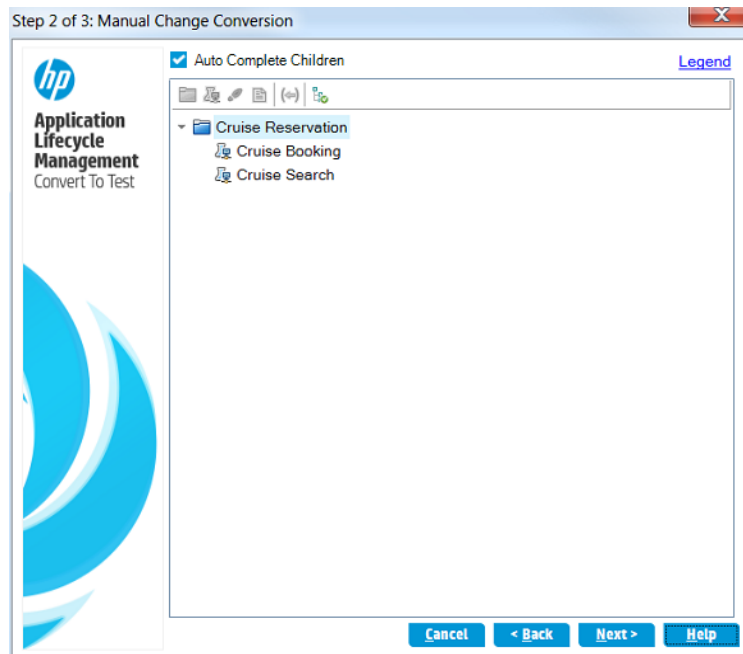 Step 2 of 3: Manual Change Conversion
X
hp
Application
Lifecycle
Management
Convert To Test
Auto Complete Children
Legend
Cruise Reservation
Cruise Booking
Cruise Search
Cancel
< Back
Next >
Help